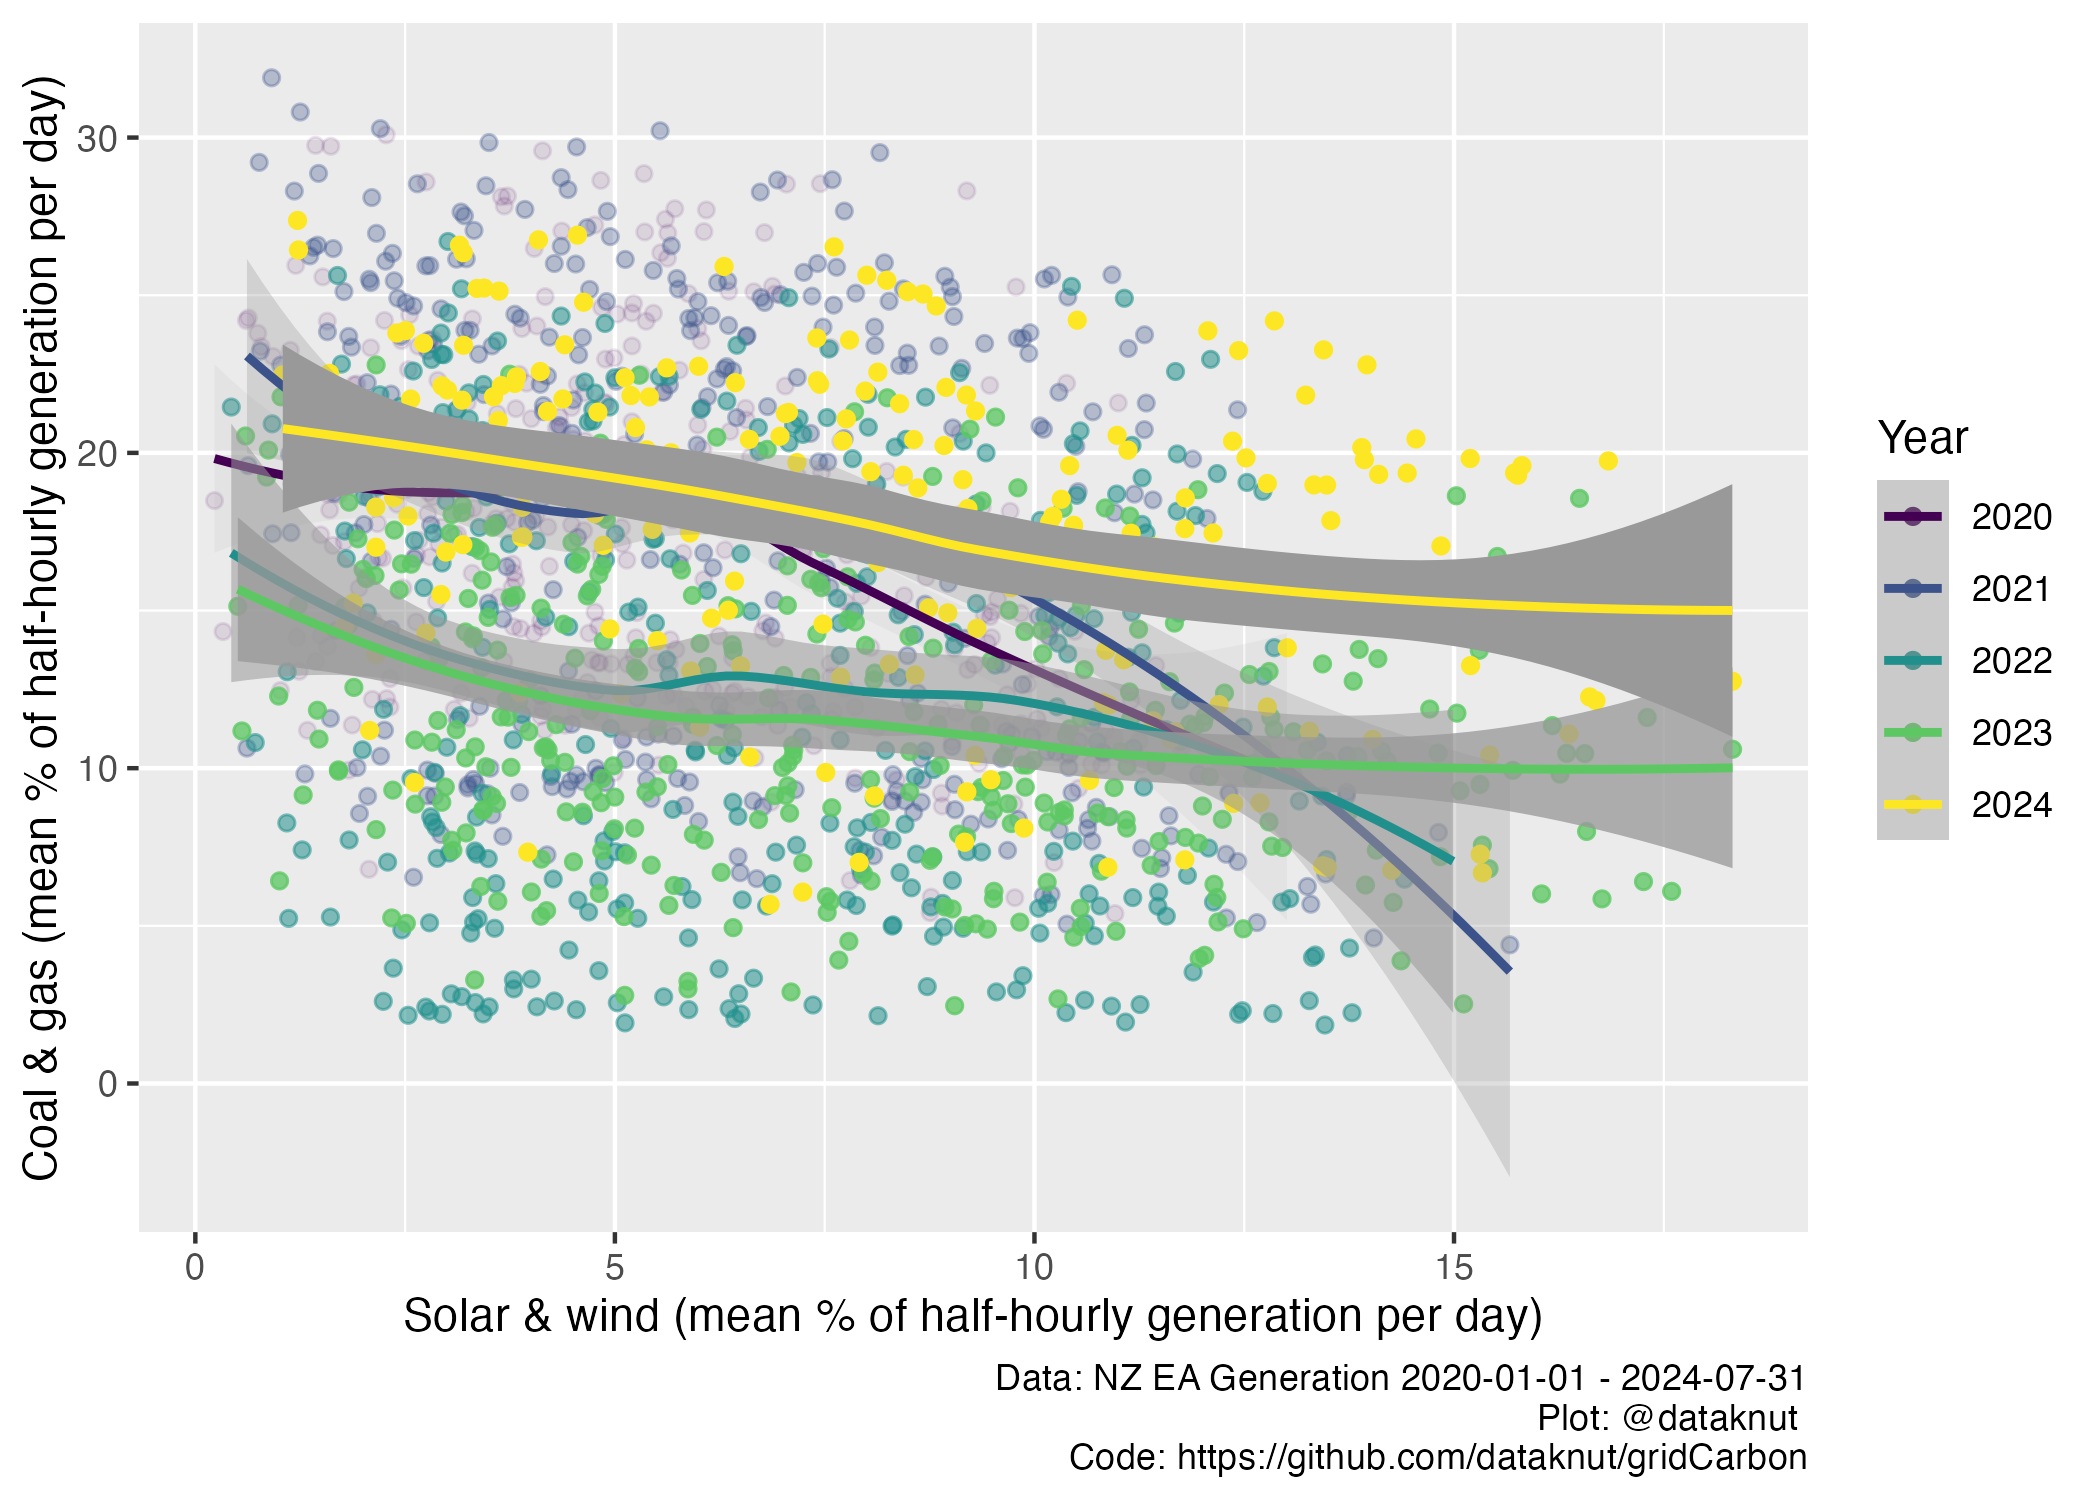 Coal & gas (mean % of half-hourly generation per day)
30
20
10
0
0 5 10 15
Solar & wind (mean % of half-hourly generation per day)
Year
2020
2021
2022
2023
2024
Data: NZ EA Generation 2020-01-01 - 2024-07-31
Plot: @dataknut
Code: https://github.com/dataknut/gridCarbon